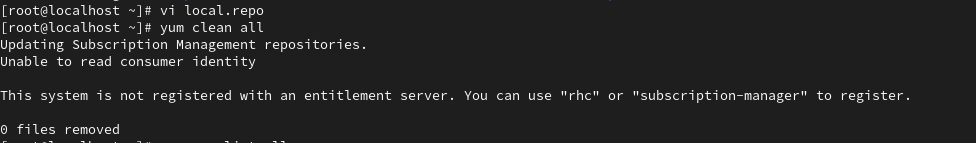 [root@localhost ~]# vi local.repo
[root@localhost ~]# yum clean all
Updating Subscription Management repositories.
Unable to read consumer identity
This system is not registered with an entitlement server. You can use "rhc" or "subscription-manager" to register.
0 files removed